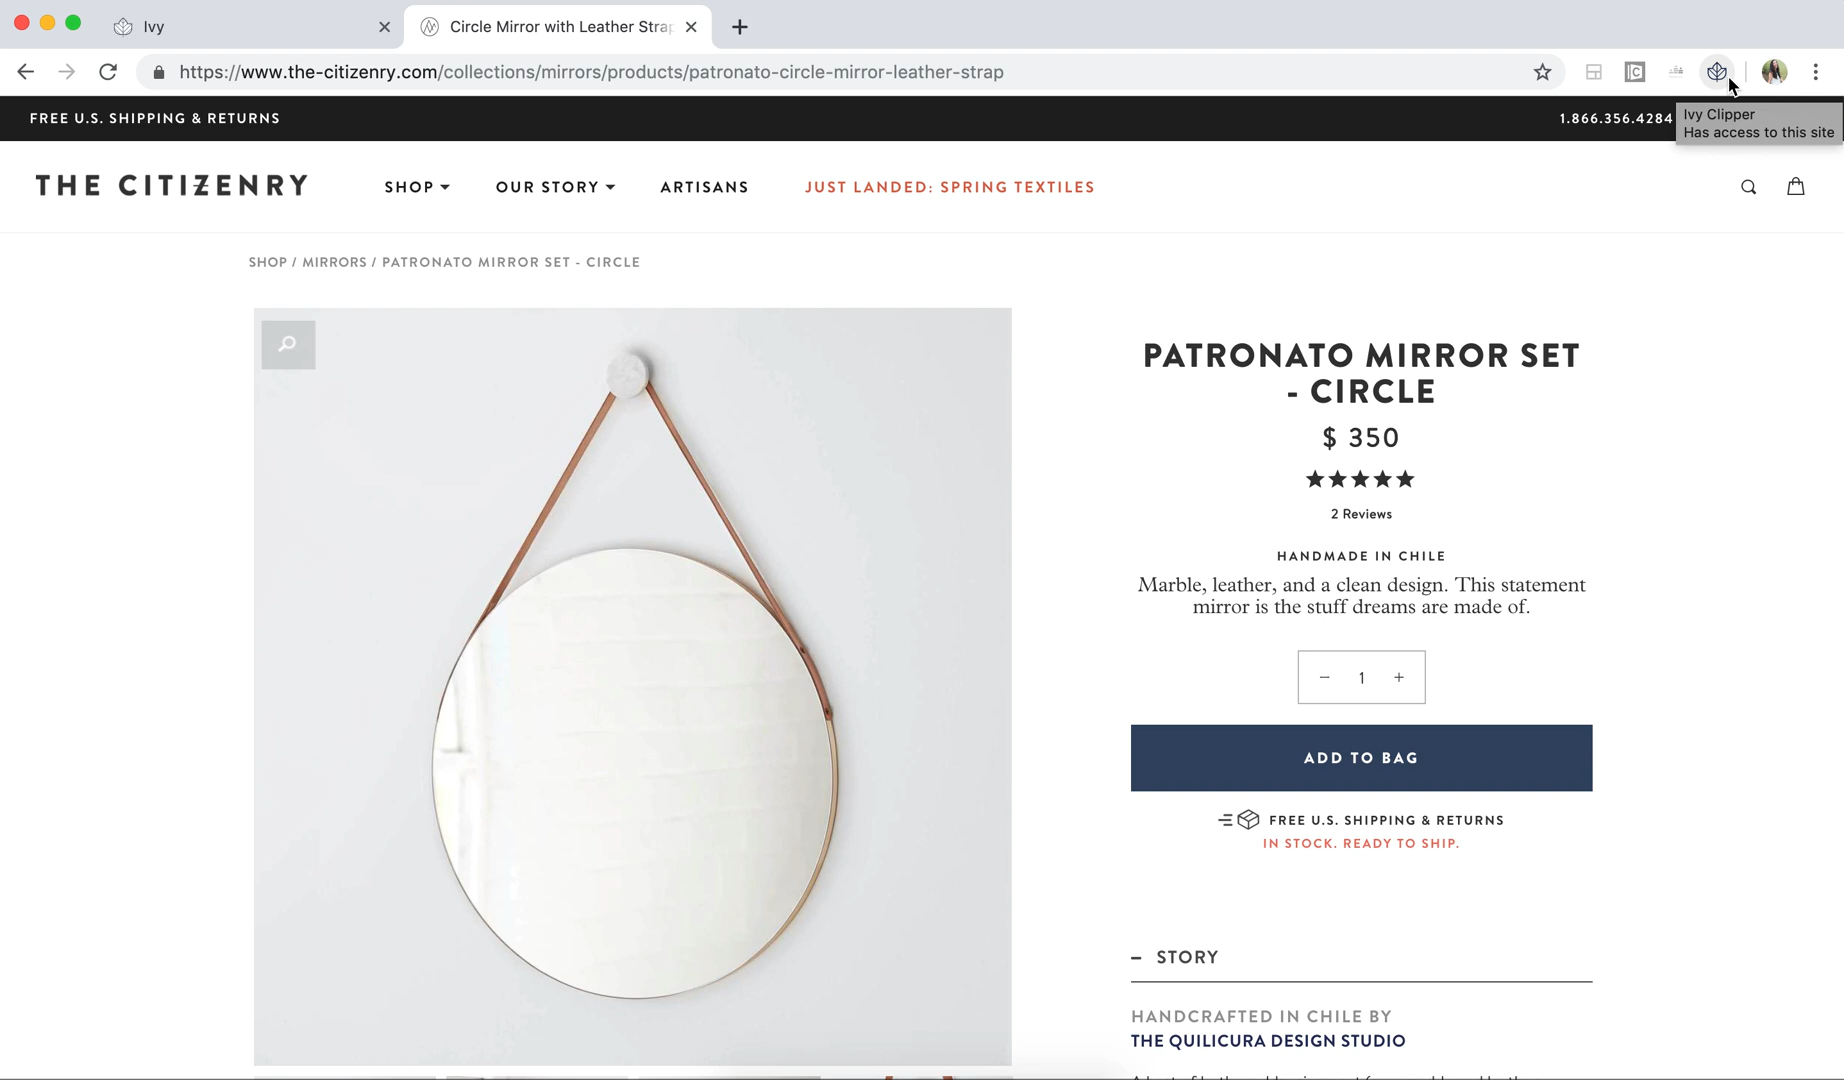 Ivy
Circle Mirror with Leather Strap
https://www.the-citizenry.com/collections/mirrors/products/patronato-circle-mirror-leather-strap
FREE U.S. SHIPPING & RETURNS
1.866.356.4284
Ivy Clipper
Has access to this site
THE CITIZENRY
SHOP
OUR STORY
ARTISANS
JUST LANDED: SPRING TEXTILES
SHOP / MIRRORS / PATRONATO MIRROR SET - CIRCLE
PATRONATO MIRROR SET
- CIRCLE
$ 350
2 Reviews
HANDMADE IN CHILE
Marble, leather, and a clean design. This statement
mirror is the stuff dreams are made of.
− 1 +
ADD TO BAG
FREE U.S. SHIPPING & RETURNS
IN STOCK. READY TO SHIP.
– STORY
HANDCRAFTED IN CHILE BY
THE QUILICURA DESIGN STUDIO